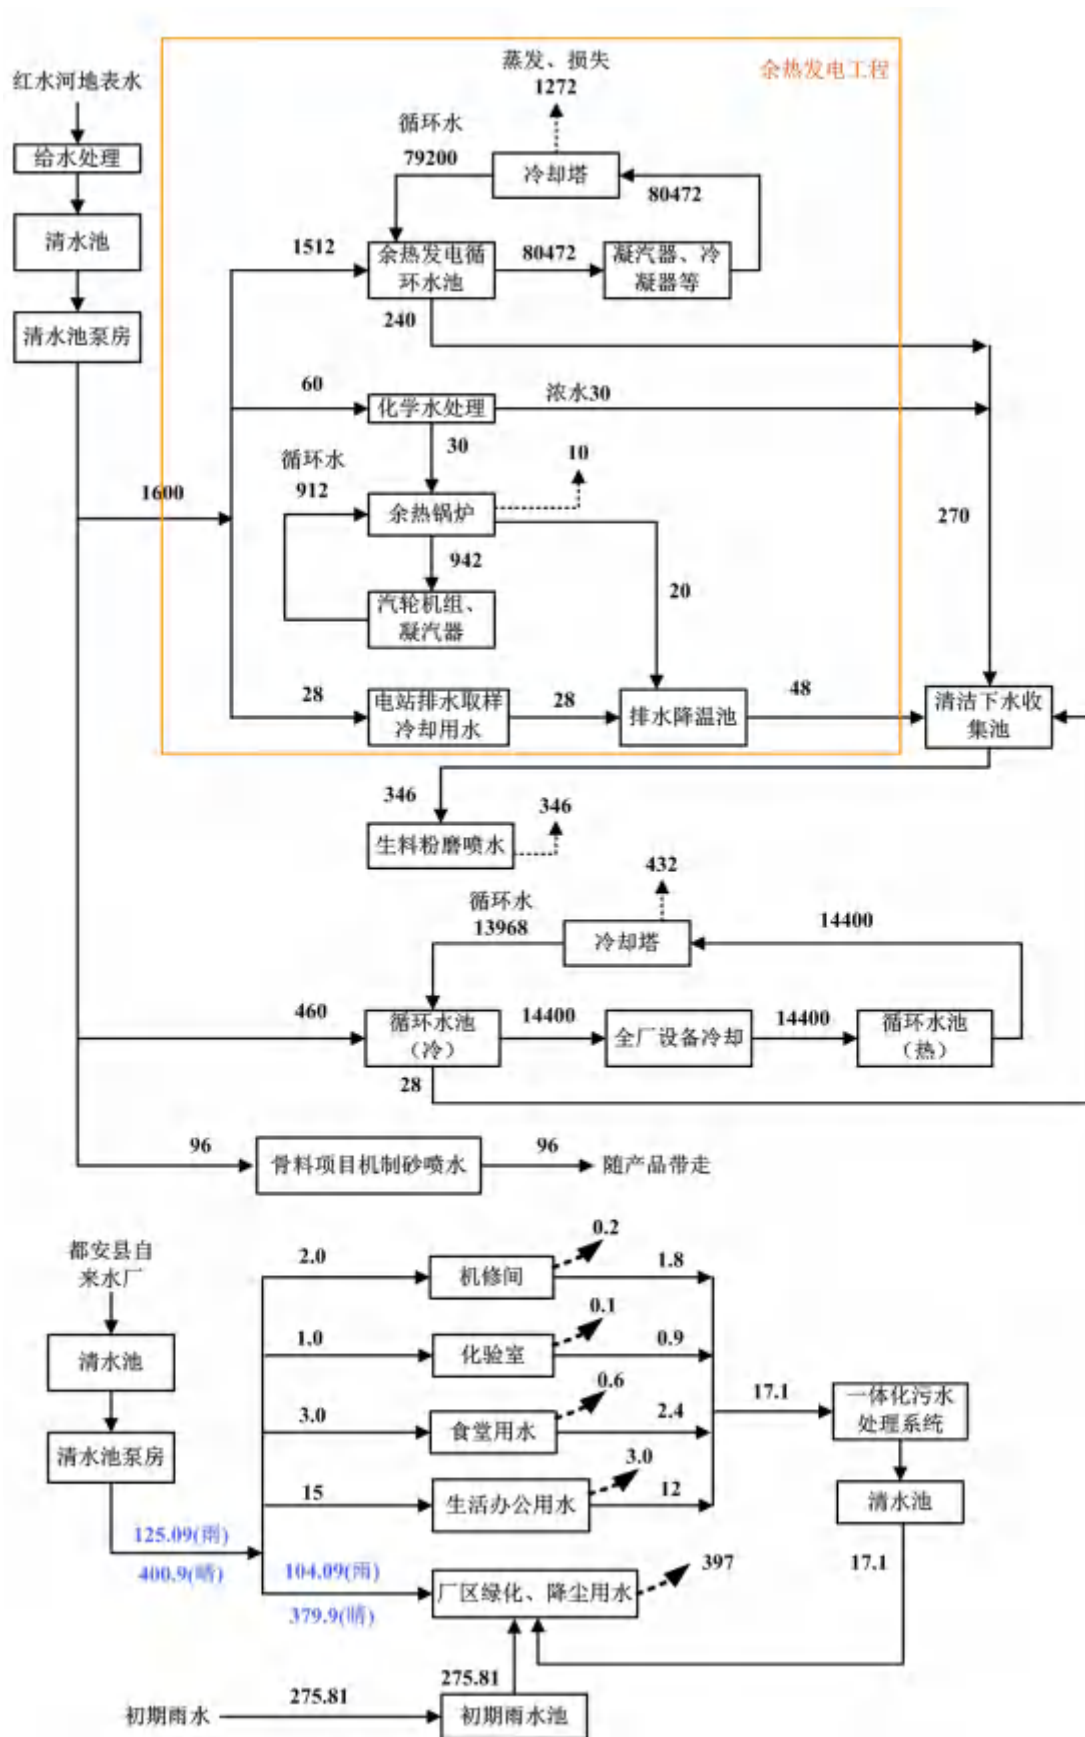 蒸发、损失
1272
余热发电工程
红水河地表水
循环水
79200
给水处理
冷却塔
80472
清水池
1512
余热发电循
环水池
80472
凝汽器、冷
凝器等
清水池泵房
240
60
化学水处理
浓水30
30
10
循环水
912
1600
余热锅炉
270
942
20
汽轮机组、
凝汽器
28
电站排水取样
冷却用水
28
排水降温池
48
清洁下水收
集池
346
346
生料粉磨喷水
432
循环水
13968
冷却塔
14400
460
循环水池
（冷）
14400
全厂设备冷却
14400
循环水池
（热）
28
96
骨料项目机制砂喷水
96
随产品带走
都安县自
来水厂
2.0
机修间
0.2
1.8
清水池
1.0
化验室
0.1
0.9
3.0
食堂用水
0.6
2.4
17.1
一体化污水
处理系统
清水池泵房
15
生活办公用水
3.0
12
清水池
125.09(雨)
400.9(晴)
104.09(雨)
379.9(晴)
厂区绿化、降尘用水
397
17.1
275.81
初期雨水
275.81
初期雨水池